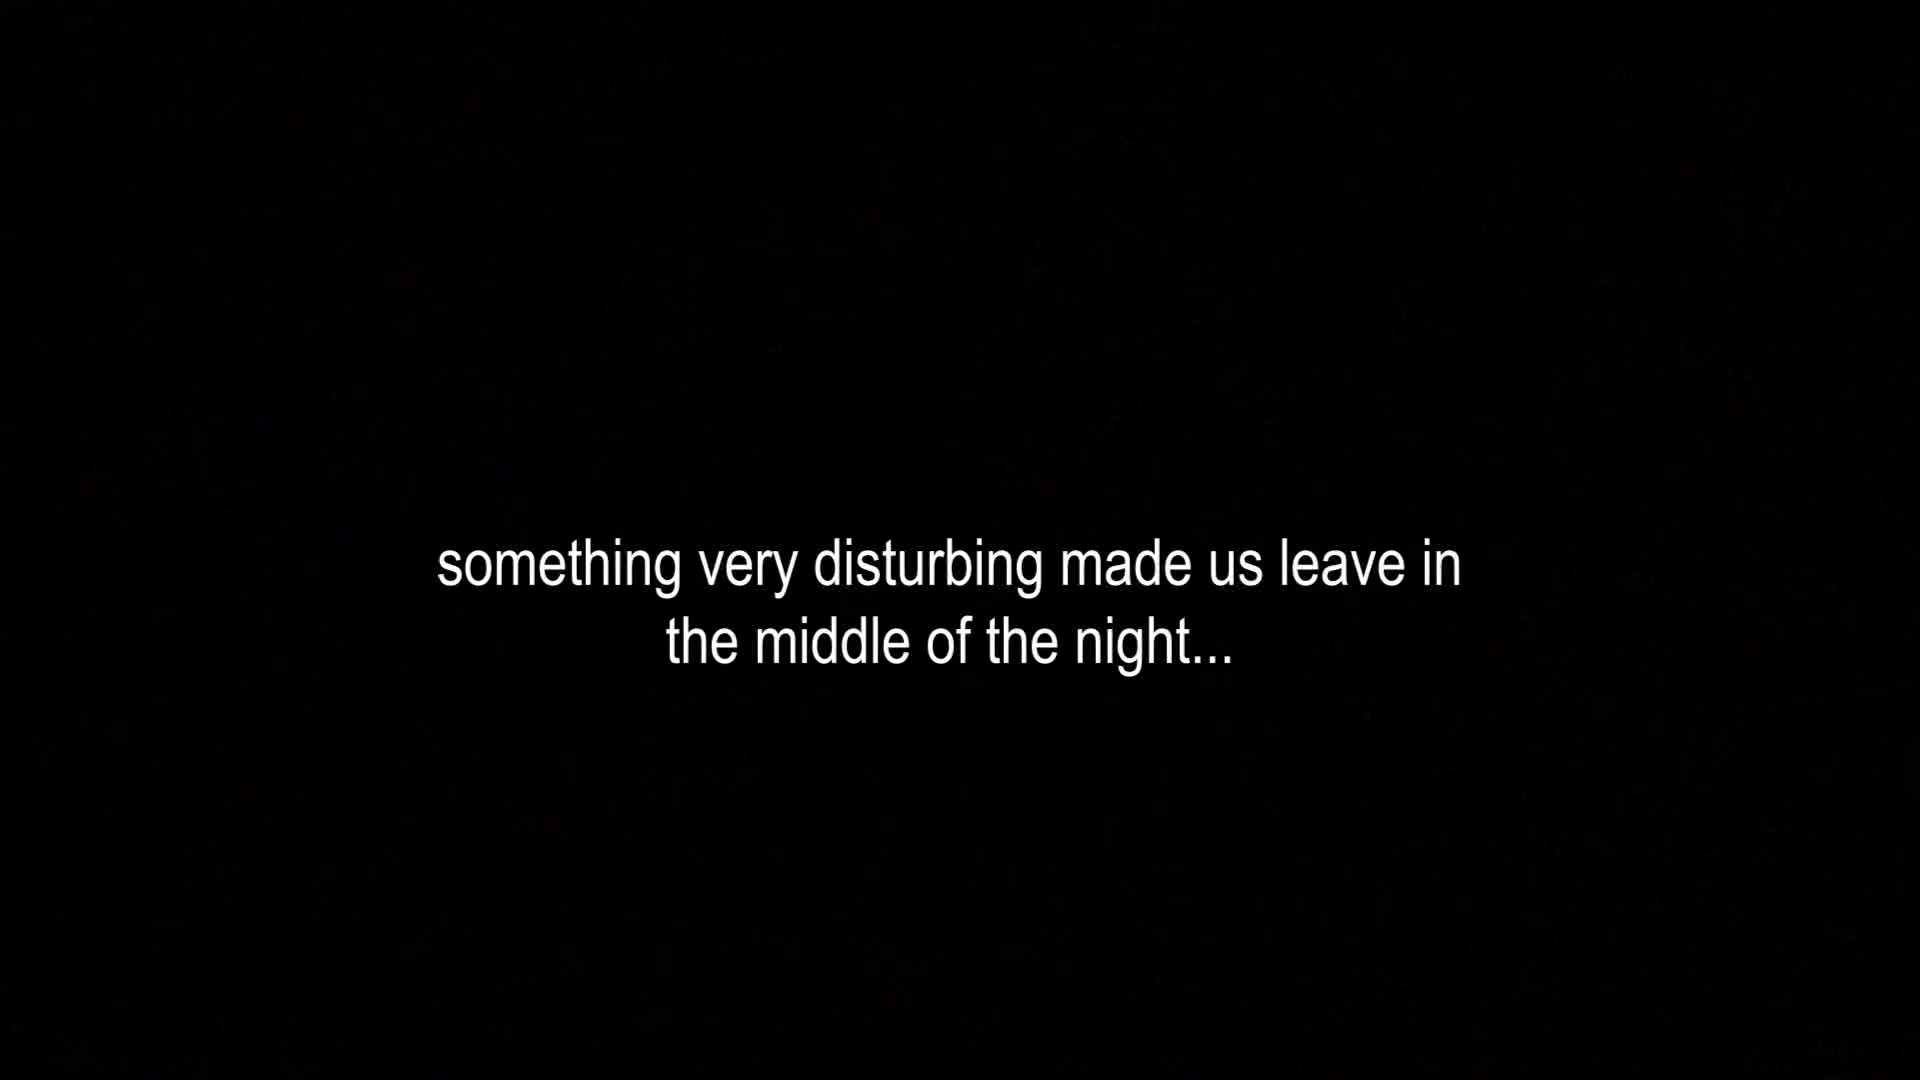 something very disturbing made us leave in
the middle of the night...